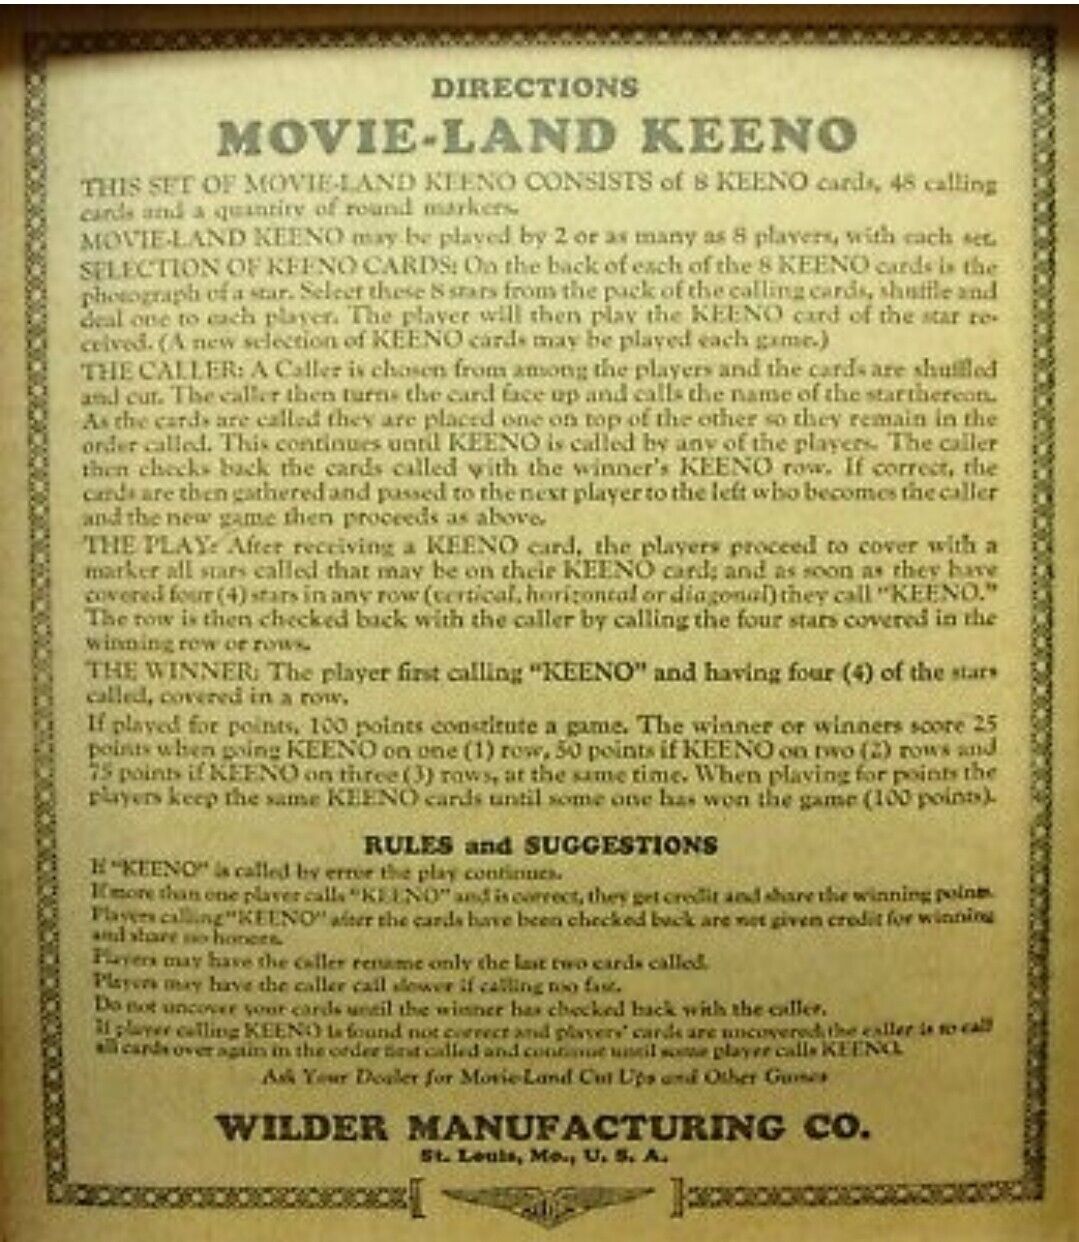 DIRECTIONS
MOVIE-LAND KEENO
THIS SET OF MOVIE-LAND KEENO CONSISTS of 8 KEENO cards, 48 calling
cards and a quantity of round markers.
MOVIE-LAND KEENO may be played by 2 or as many as 8 players, with each set.
SELECTION OF KEENO CARDS: On the back of each of the 8 KEENO cards is the
photograph of a star. Select these 8 stars from the pack of the calling cards, shuffle and
deal one to each player. The player will then play the KEENO card of the star re-
ceived. (A new selection of KEENO cards may be played each game.)
THE CALLER: A Caller is chosen from among the players and the cards are shuffled
and cut. The caller then turns the card face up and calls the name of the star thereon.
As the cards are called they are placed one on top of the other so they remain in the
order called. This continues until KEENO is called by any of the players. The caller
then checks back the cards called with the winner's KEENO row. If correct, the
cards are then gathered and passed to the next player to the left who becomes the caller
and the new game then proceeds as above.
THE PLAY: After receiving a KEENO card, the players proceed to cover with a
marker all stars called that may be on their KEENO card; and as soon as they have
covered four (4) stars in any row (vertical, horizontal or diagonal) they call "KEENO."
The row is then checked back with the caller by calling the four stars covered in the
winning row or rows.
THE WINNER: The player first calling "KEENO" and having four (4) of the stars
called, covered in a row.
If played for points, 100 points constitute a game. The winner or winners score 25
points when going KEENO on one (1) row, 50 points if KEENO on two (2) rows and
75 points if KEENO on three (3) rows, at the same time. When playing for points the
players keep the same KEENO cards until some one has won the game (100 points).
RULES and SUGGESTIONS
If "KEENO" is called by error the play continues.
If more than one player calls "KEENO" and is correct, they get credit and share the winning points.
Players calling "KEENO" after the cards have been checked back are not given credit for winning
and share no honors.
Players may have the caller rename only the last two cards called.
Players may have the caller call slower if calling too fast.
Do not uncover your cards until the winner has checked back with the caller.
If player calling KEENO is found not correct and players' cards are uncovered, the caller is to call
all cards over again in the order first called and continue until some player calls KEENO.
Ask Your Dealer for Movie-Land Cut Ups and Other Games
WILDER MANUFACTURING CO.
St. Louis, Mo., U. S. A.